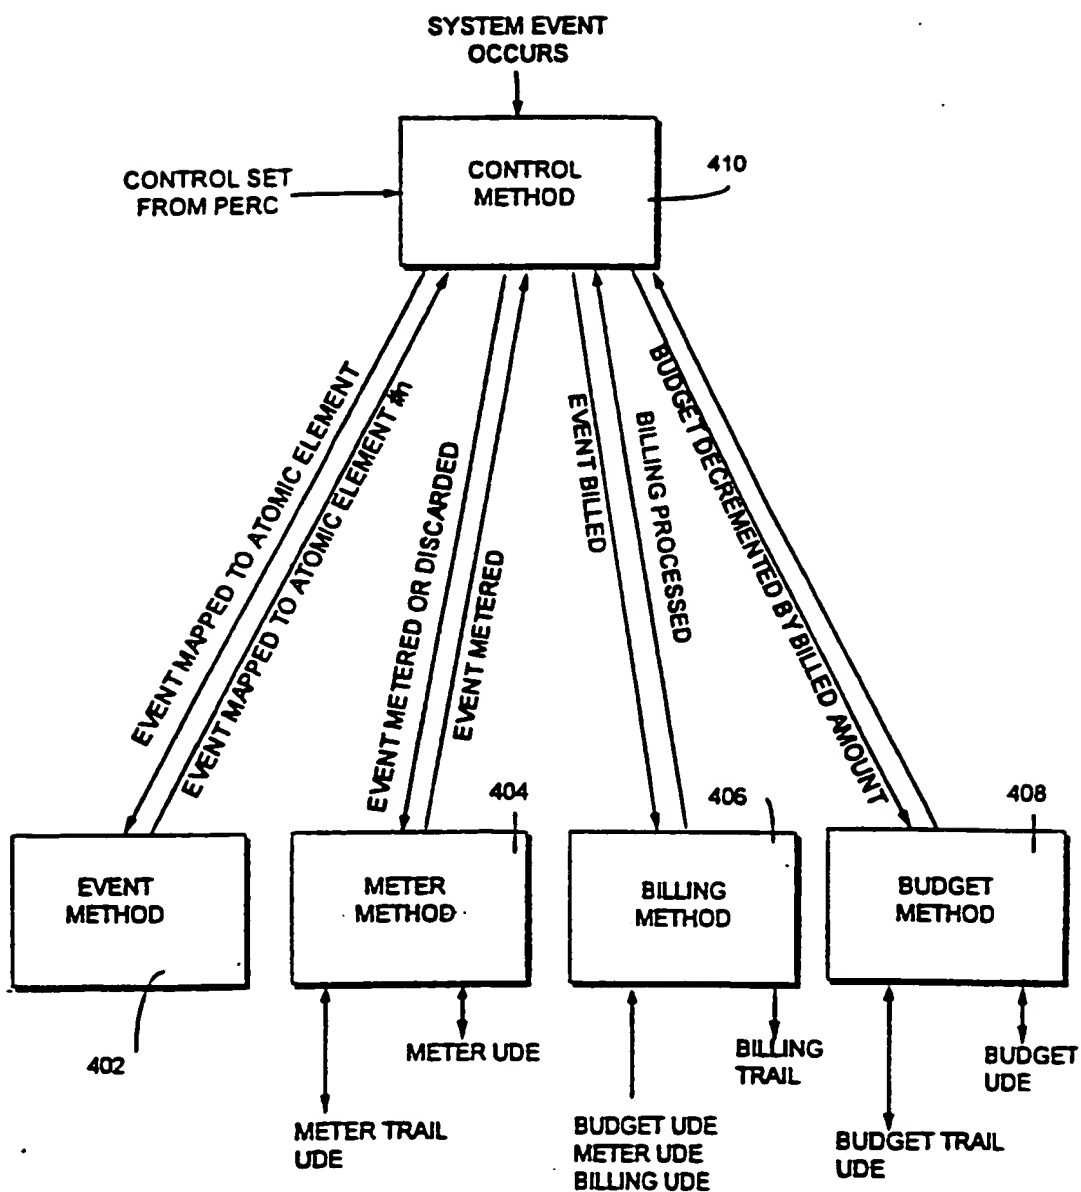 SYSTEM EVENT
OCCURS
CONTROL
METHOD
410
CONTROL SET
FROM PERC
EVENT MAPPED TO ATOMIC ELEMENT
EVENT MAPPED TO ATOMIC ELEMENT #n
EVENT METERED OR DISCARDED
EVENT METERED
EVENT BILLED
BILLING PROCESSED
BUDGET DECREMENTED BY BILLED AMOUNT
404
406
408
EVENT
METHOD
METER
METHOD
BILLING
METHOD
BUDGET
METHOD
402
METER UDE
BILLING
TRAIL
BUDGET
UDE
METER TRAIL
UDE
BUDGET UDE
METER UDE
BILLING UDE
BUDGET TRAIL
UDE